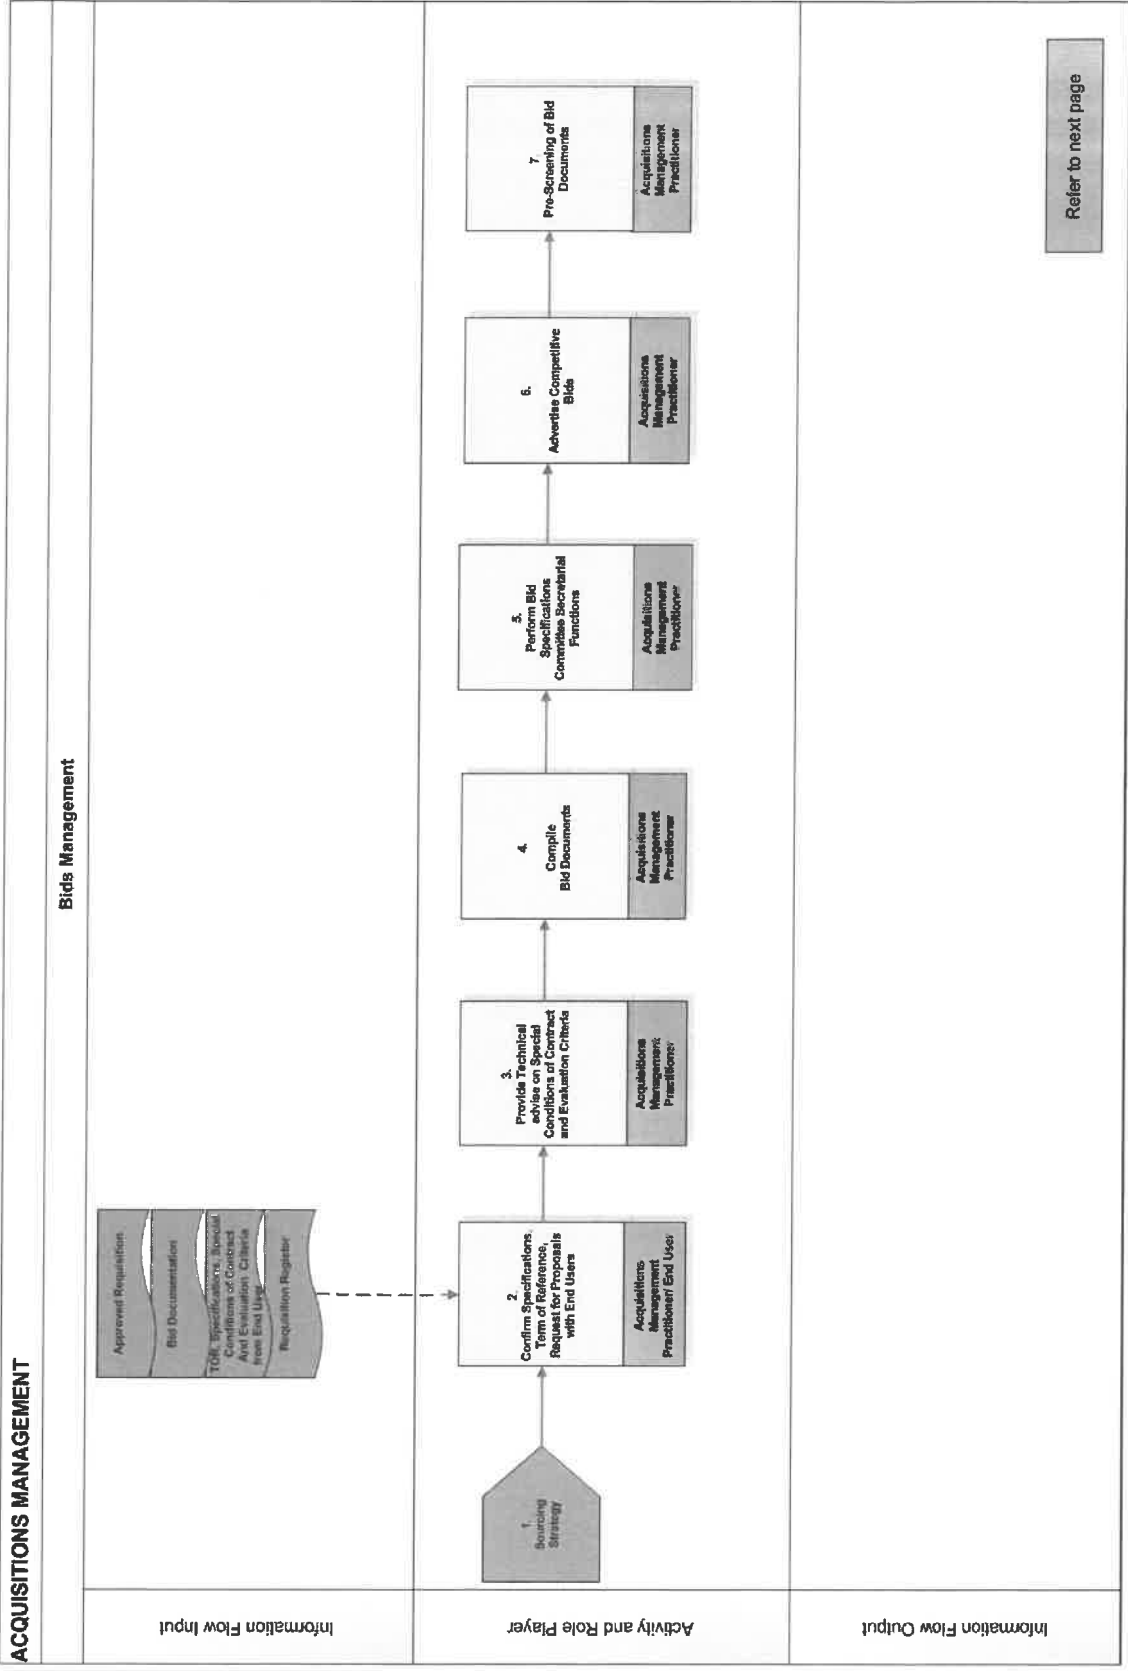 ACQUISITIONS MANAGEMENT
Bids Management
Information Flow Input
Approved Requisition
Bid Documentation
TOR, Specifications, Special
Conditions of Contract
And Evaluation Criteria
from End User
Requisition Register
Activity and Role Player
1.
Sourcing
Strategy
2.
Confirm Specifications,
Term of Reference,
Request for Proposals
with End Users
Acquisitions
Management
Practitioner/ End User
3.
Provide Technical
advise on Special
Conditions of Contract
and Evaluation Criteria
Acquisitions
Management
Practitioner
4.
Compile
Bid Documents
Acquisitions
Management
Practitioner
5.
Perform Bid
Specifications
Committee Secretarial
Functions
Acquisitions
Management
Practitioner
6.
Advertise Competitive
Bids
Acquisitions
Management
Practitioner
7.
Pre-Screening of Bid
Documents
Acquisitions
Management
Practitioner
Information Flow Output
Refer to next page